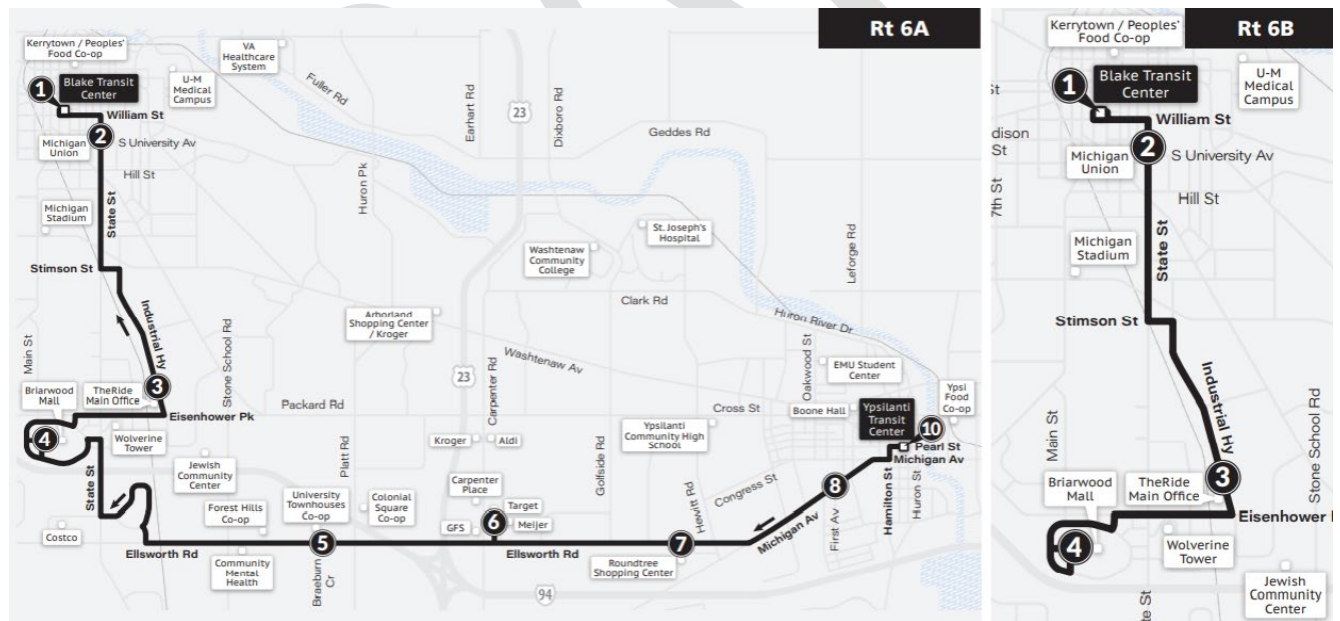 Rt 6A
Kerrytown / Peoples'
Food Co-op
VA
Healthcare
System
Fuller Rd
Earhart Rd
23
Dixboro Rd
1
Blake Transit
Center
U-M
Medical
Campus
William St
Geddes Rd
2
Michigan
Union
S University Av
Hill St
Huron Pk
Michigan
Stadium
State St
St. Joseph's
Hospital
Washtenaw
Community
College
Leforge Rd
Stimson St
Clark Rd
Industrial Hy
Arborland
Shopping Center
/ Kroger
Huron River Dr
Main St
Stone School Rd
Washtenaw Av
Oakwood St
EMU Student
Center
23
Carpenter Rd
3
Briarwood
Mall
TheRide
Main Office
Ypsi
Food
Co-op
Packard Rd
Cross St
Boone Hall
Ypsilanti
Transit
Center
Eisenhower Pk
10
4
Wolverine
Tower
Kroger
Aldi
Ypsilanti
Community High
School
Pearl St
Michigan Av
Platt Rd
Golfside Rd
State St
Jewish
Community
Center
Carpenter
Place
Congress St
8
Hewitt Rd
Hamilton St
Huron St
Forest Hills
Co-op
University
Townhouses
Co-op
Colonial
Square
Co-op
Target
6
GFS
Meijer
Costco
Michigan Av
First Av
Ellsworth Rd
5
Ellsworth Rd
7
Community
Mental
Health
Braeburn
Cr
Roundtree
Shopping Center
94
Rt 6B
Kerrytown / Peoples'
Food Co-op
1
Blake Transit
Center
U-M
Medical
Campus
St
William St
dison
St
2
Michigan
Union
S University Av
7th St
Hill St
State St
Michigan
Stadium
Stimson St
Industrial Hy
Main St
Stone School Rd
Briarwood
Mall
TheRide
Main Office
3
Eisenhower
4
Wolverine
Tower
Jewish
Community
Center
te St